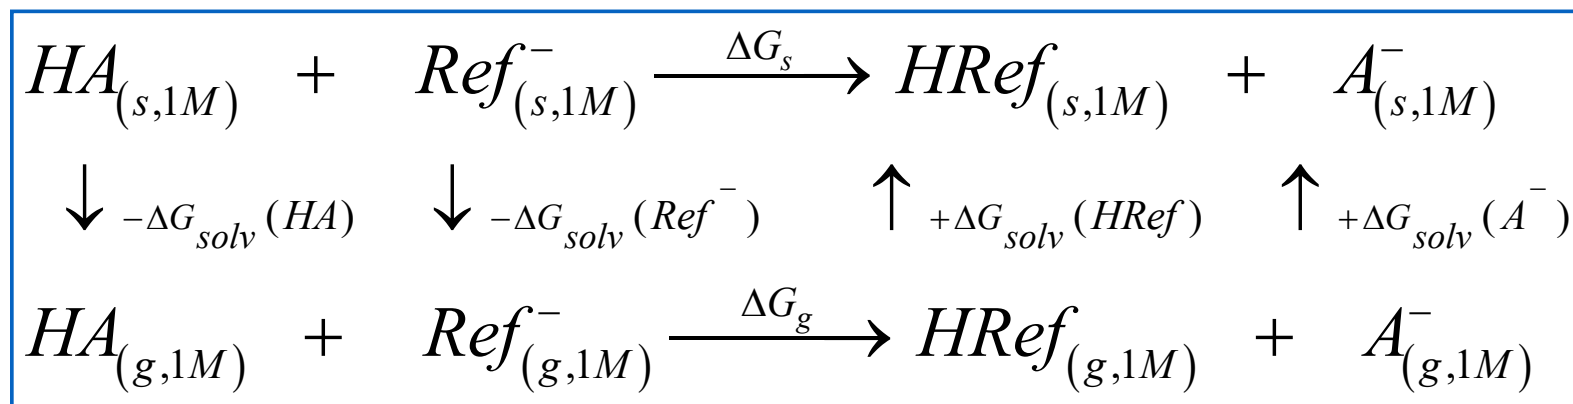 HA(s,1M) + Ref⁻(s,1M) ΔGs → HRef(s,1M) + A⁻(s,1M)
↓ −ΔGsolv(HA) ↓ −ΔGsolv(Ref⁻) ↑ +ΔGsolv(HRef) ↑ +ΔGsolv(A⁻)
HA(g,1M) + Ref⁻(g,1M) ΔGg → HRef(g,1M) + A⁻(g,1M)